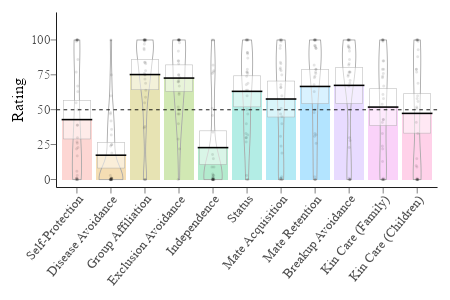 100
75
50
25
0
Rating
Self-Protection
Disease Avoidance
Group Affiliation
Exclusion Avoidance
Independence
Status
Mate Acquisition
Mate Retention
Breakup Avoidance
Kin Care (Family)
Kin Care (Children)